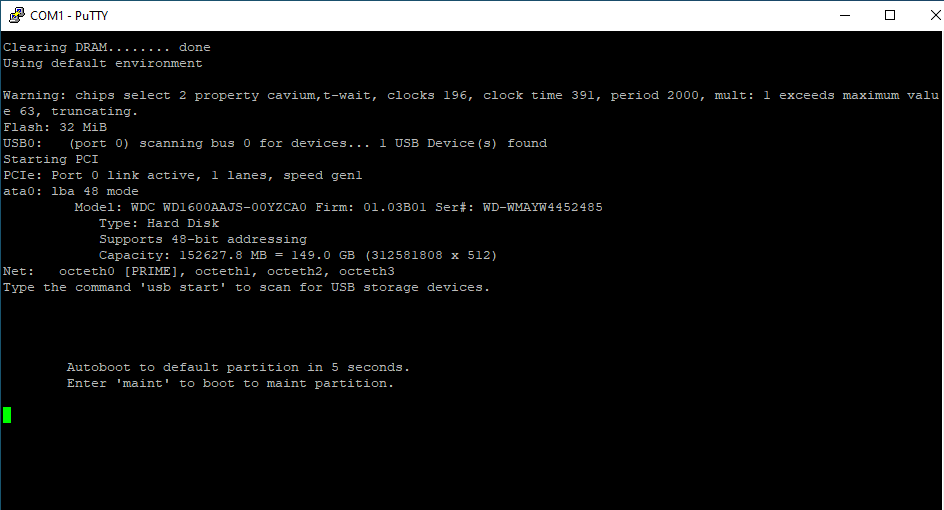 COM1 - PuTTY
Clearing DRAM........ done
Using default environment
Warning: chips select 2 property cavium,t-wait, clocks 196, clock time 391, period 2000, mult: 1 exceeds maximum valu
e 63, truncating.
Flash: 32 MiB
USB0:   (port 0) scanning bus 0 for devices... 1 USB Device(s) found
Starting PCI
PCIe: Port 0 link active, 1 lanes, speed gen1
ata0: lba 48 mode
         Model: WDC WD1600AAJS-00YZCA0 Firm: 01.03B01 Ser#: WD-WMAYW4452485
            Type: Hard Disk
            Supports 48-bit addressing
            Capacity: 152627.8 MB = 149.0 GB (312581808 x 512)
Net:   octeth0 [PRIME], octeth1, octeth2, octeth3
Type the command 'usb start' to scan for USB storage devices.
        Autoboot to default partition in 5 seconds.
        Enter 'maint' to boot to maint partition.